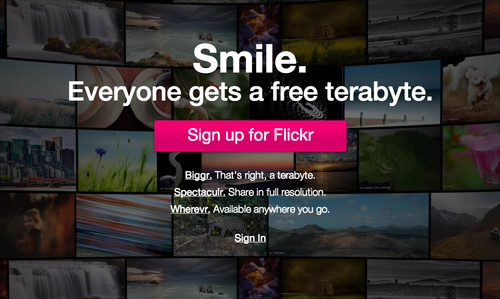 Smile.
Everyone gets a free terabyte.
Sign up for Flickr
Biggr. That's right, a terabyte.
Spectaculr. Share in full resolution.
Wherevr. Available anywhere you go.
Sign In